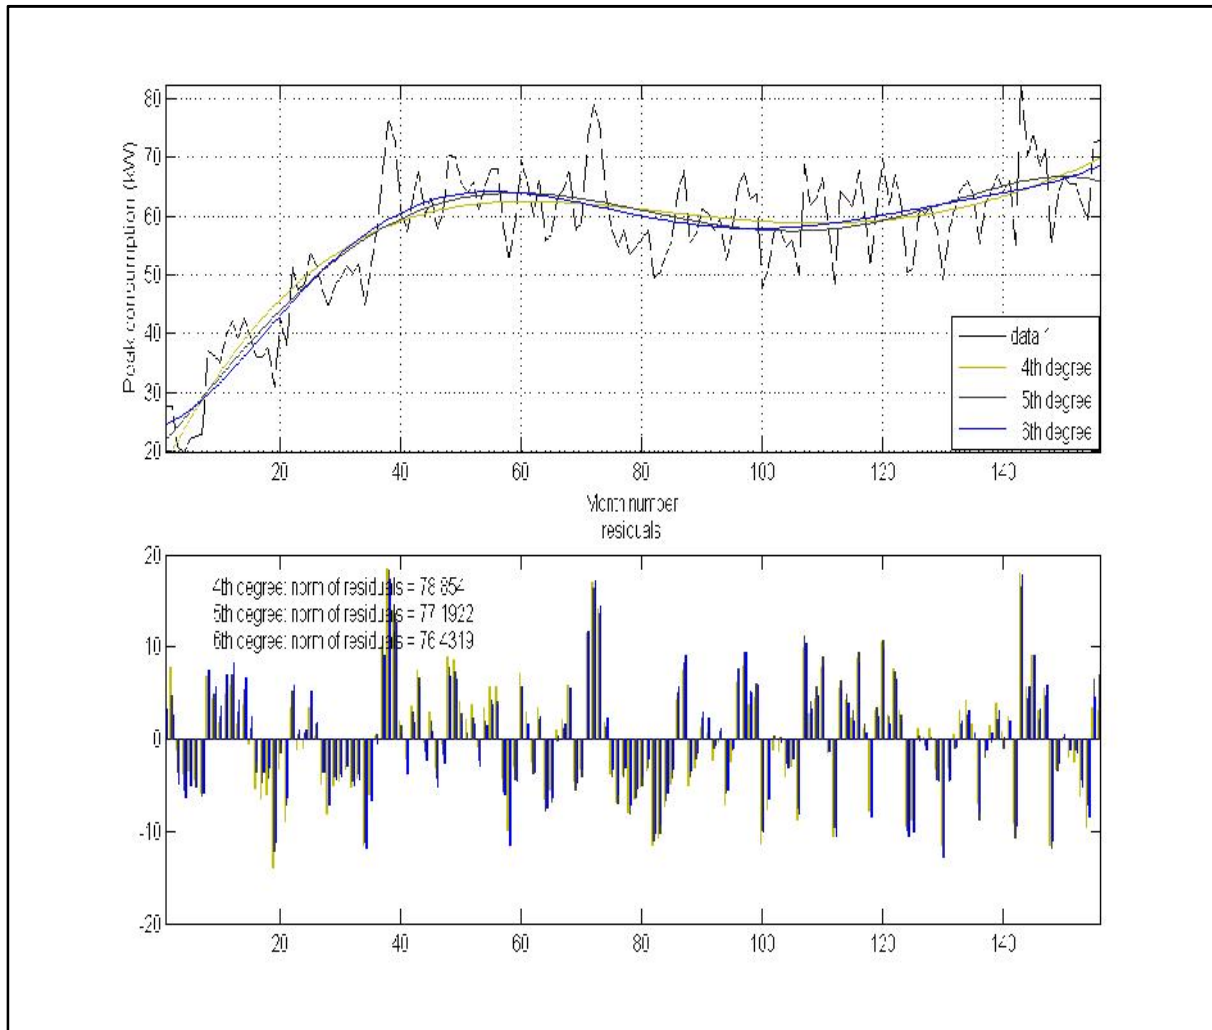 80
70
60
50
40
30
20
Peak concumption (kW)
data 1
4th degree
5th degree
6th degree
20 40 60 80 100 120 140
Month number
residuals
20
10
0
-10
-20
4th degree: norm of residuals = 78.854
5th degree: norm of residuals = 77.1922
6th degree: norm of residuals = 76.4319
20 40 60 80 100 120 140